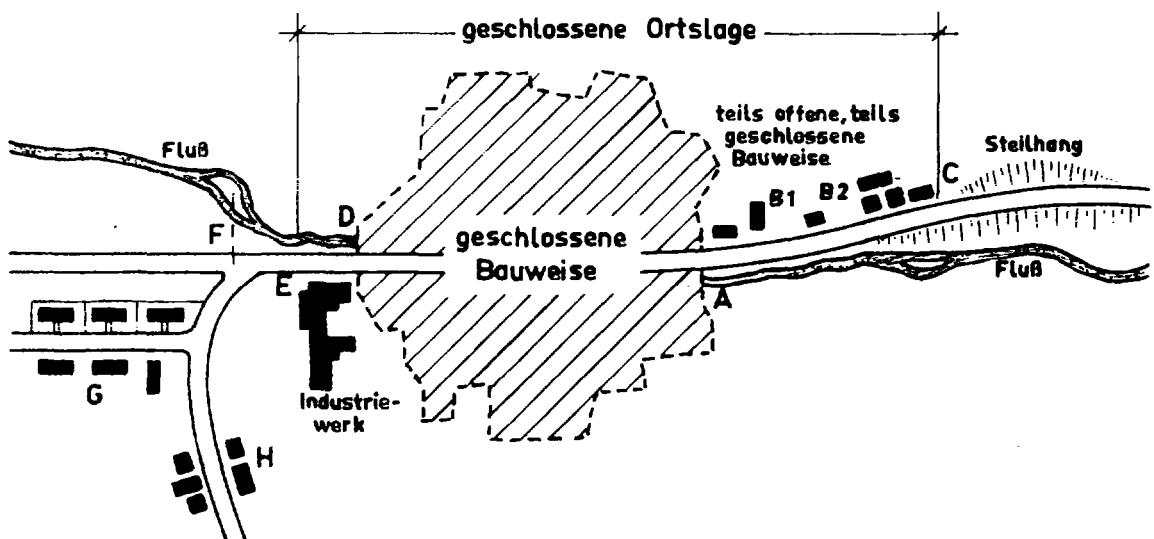 geschlossene Ortslage
teils offene, teils
geschlossene
Bauweise
Steilhang
Fluß
B1
B2
C
D
F
geschlossene
Bauweise
E
A
Fluß
G
Industrie-
werk
H